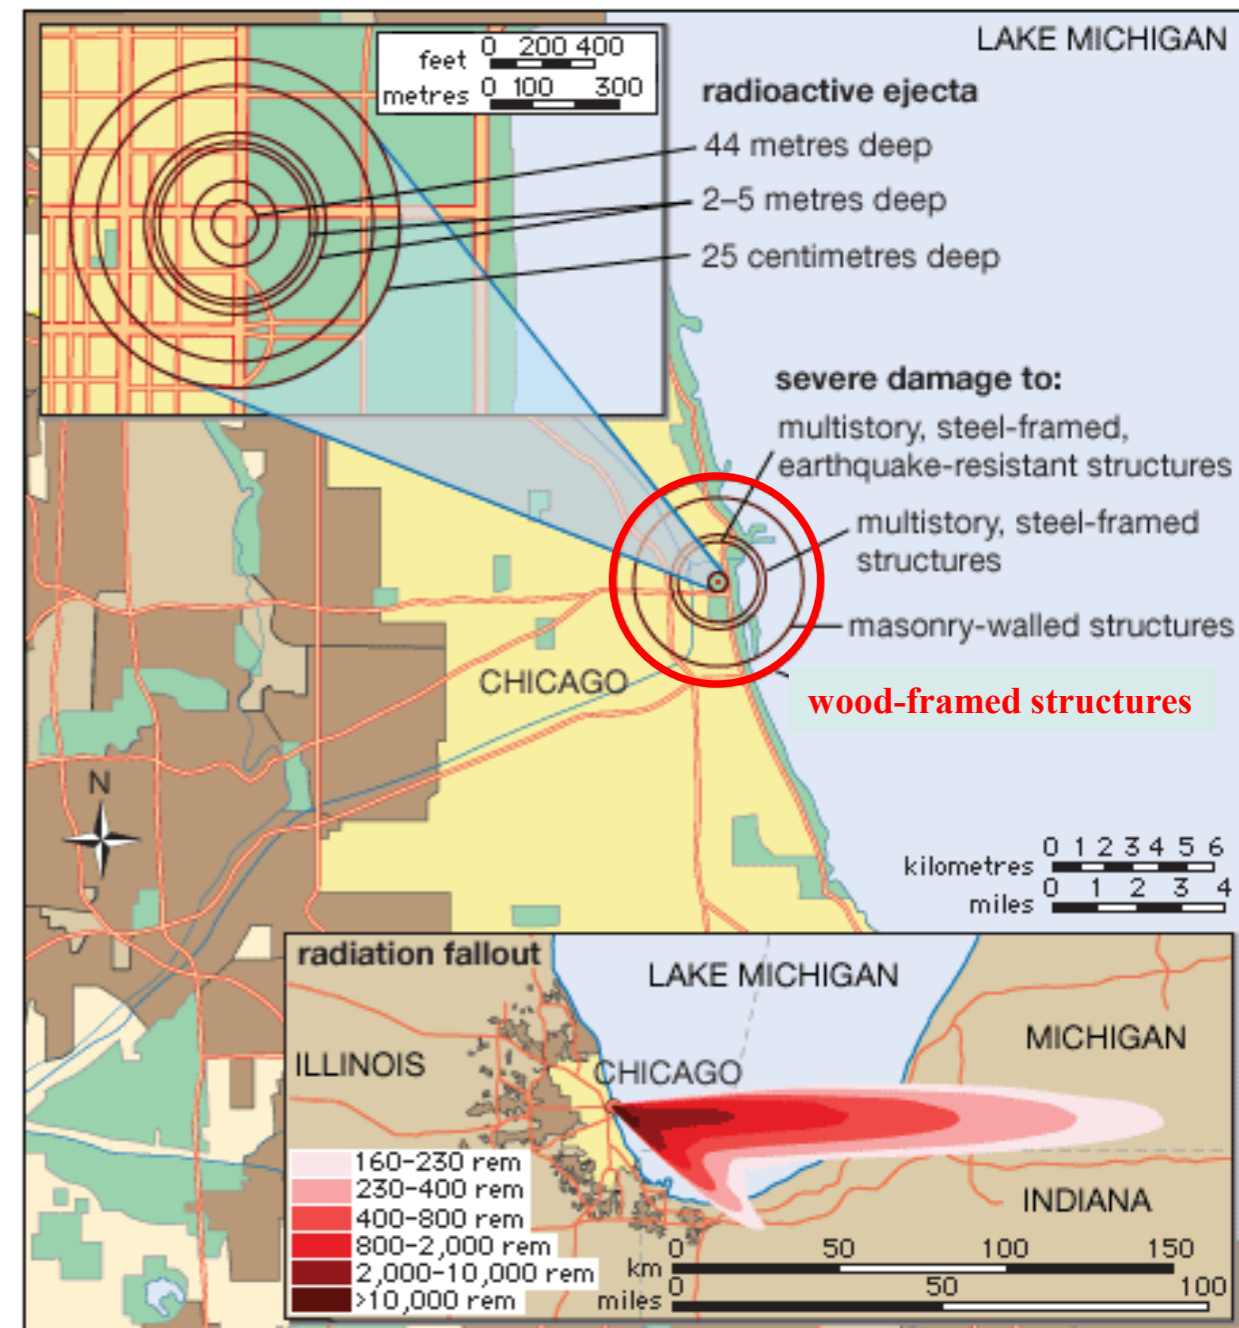 LAKE MICHIGAN
feet 0 200 400
metres 0 100 300
radioactive ejecta
44 metres deep
2–5 metres deep
25 centimetres deep
severe damage to:
multistory, steel-framed,
earthquake-resistant structures
multistory, steel-framed
structures
masonry-walled structures
wood-framed structures
CHICAGO
N
kilometres 0 1 2 3 4 5 6
miles 0 1 2 3 4
radiation fallout
LAKE MICHIGAN
MICHIGAN
ILLINOIS
CHICAGO
INDIANA
160–230 rem
230–400 rem
400–800 rem
800–2,000 rem
2,000–10,000 rem
>10,000 rem
km 0 50 100 150
miles 0 50 100